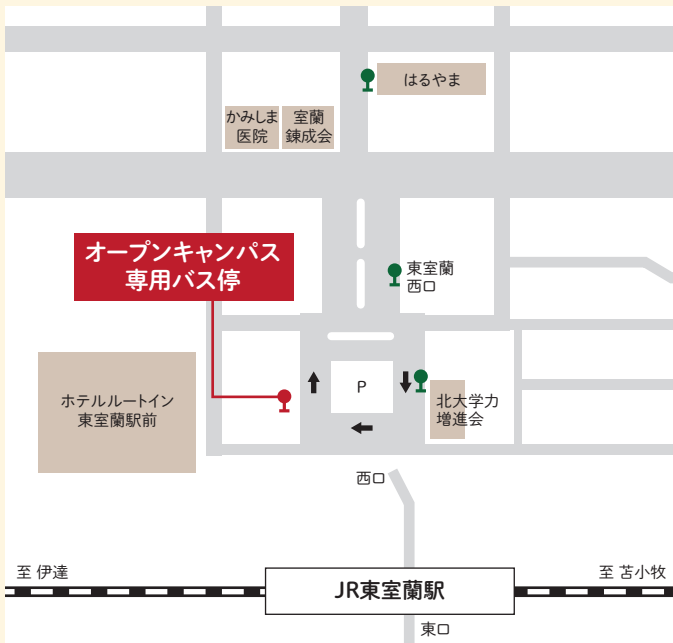 はるやま
かみしま
医院
室蘭
錬成会
オープンキャンパス
専用バス停
東室蘭
西口
P
ホテルルートイン
東室蘭駅前
北大学力
増進会
西口
至 伊達
至 苫小牧
JR東室蘭駅
東口